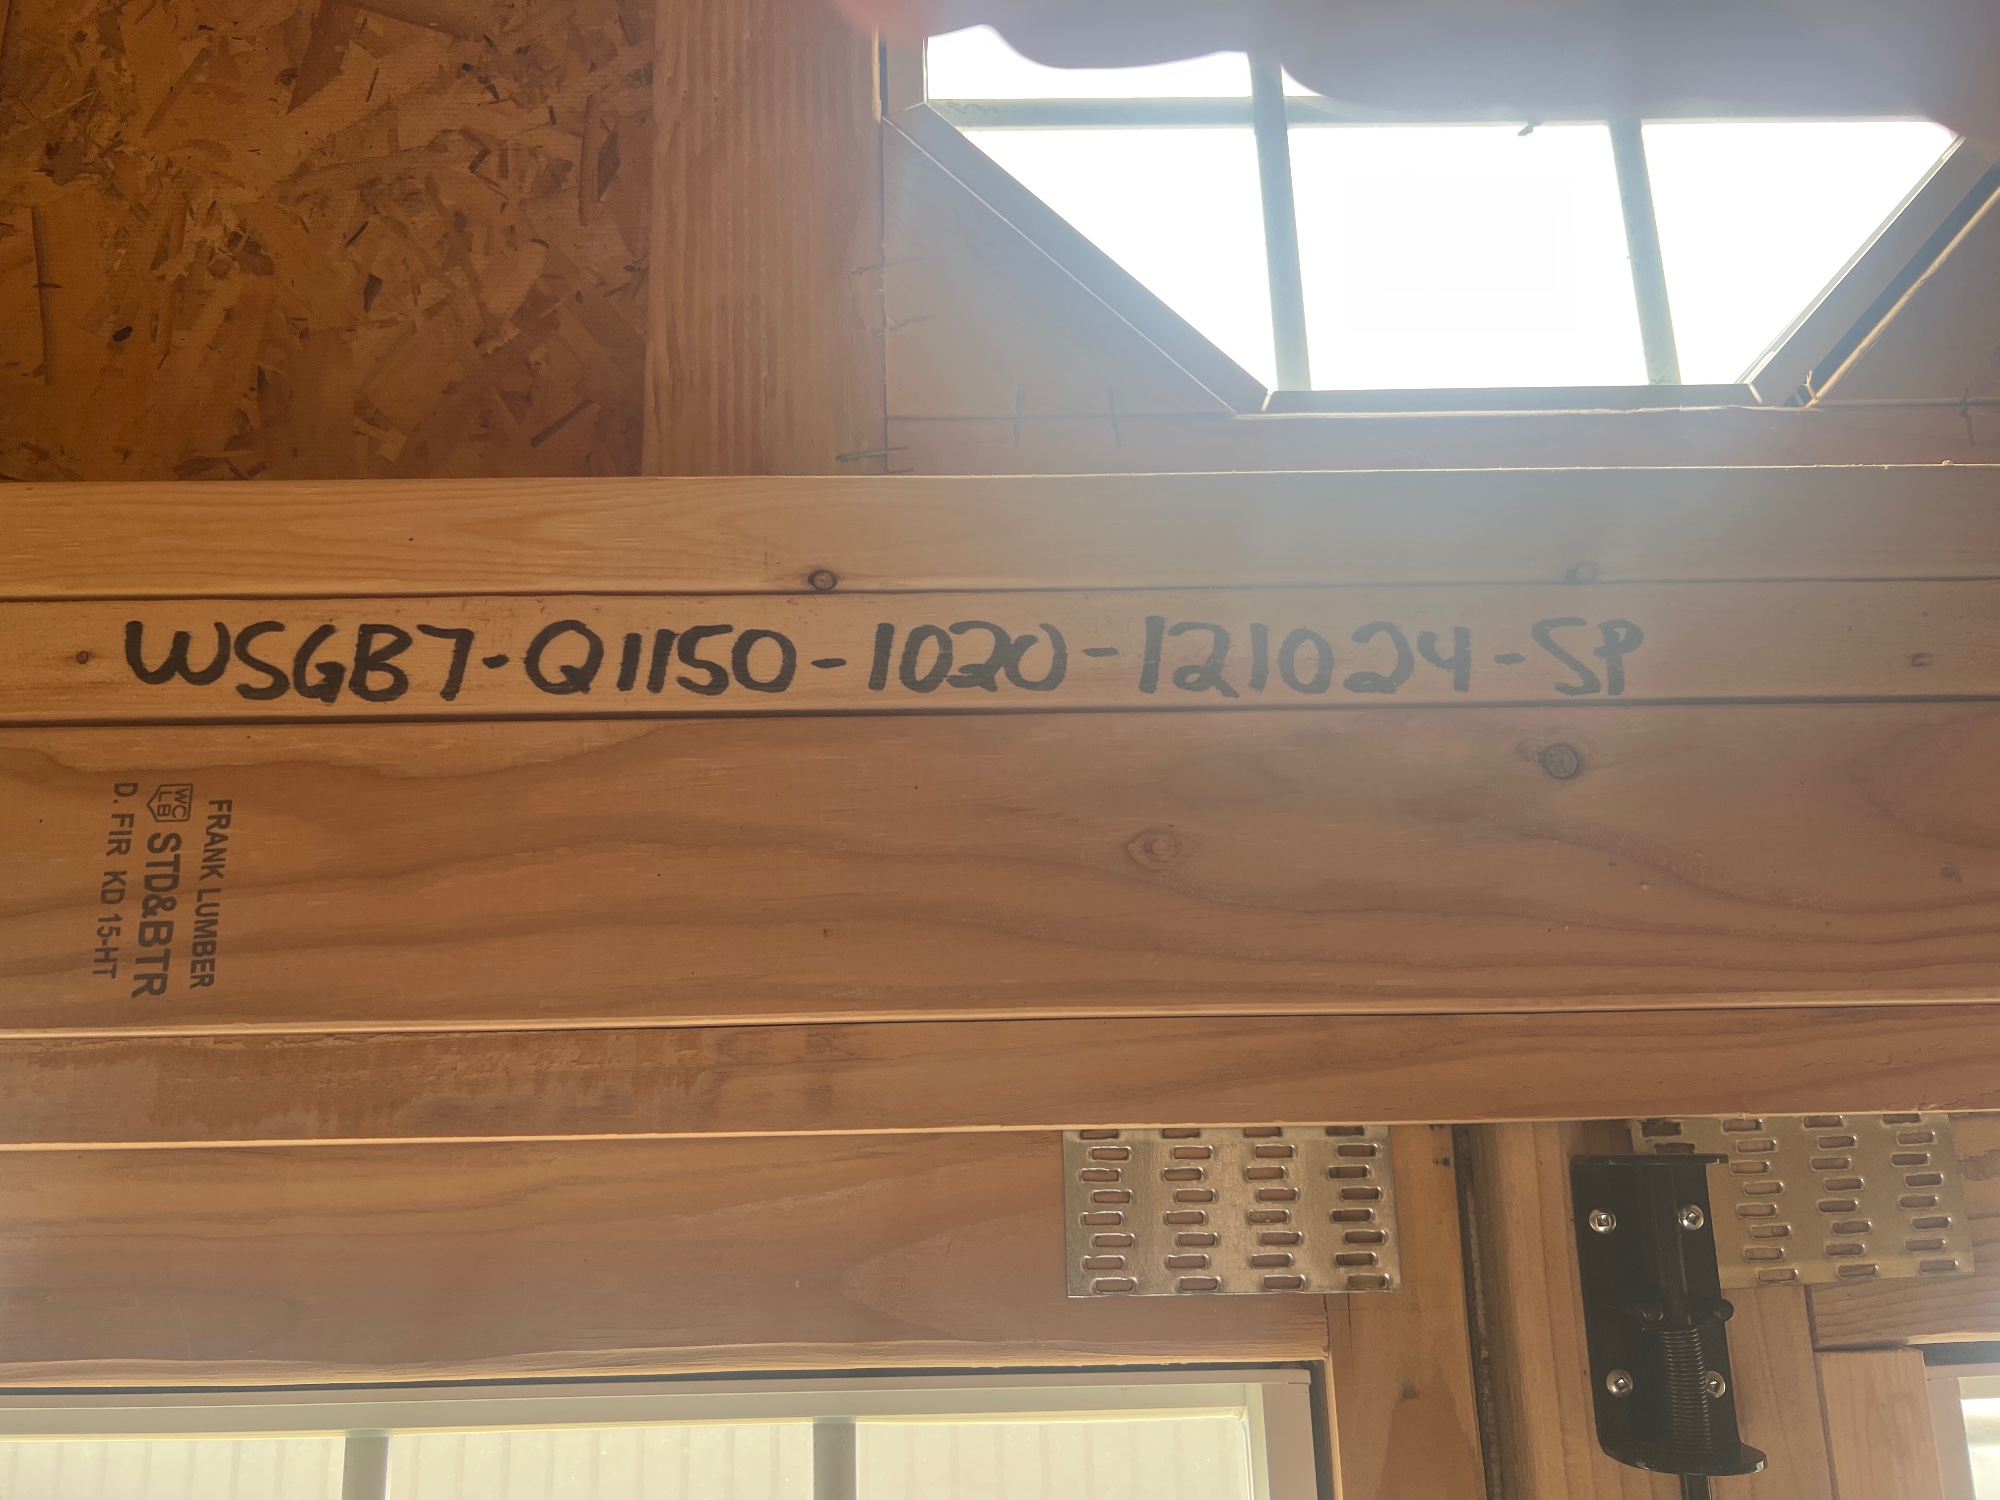 WSGB7-Q1150-1020-121024-SP
FRANK LUMBER
WC
LB
STD&BTR
D. FIR KD 15-HT